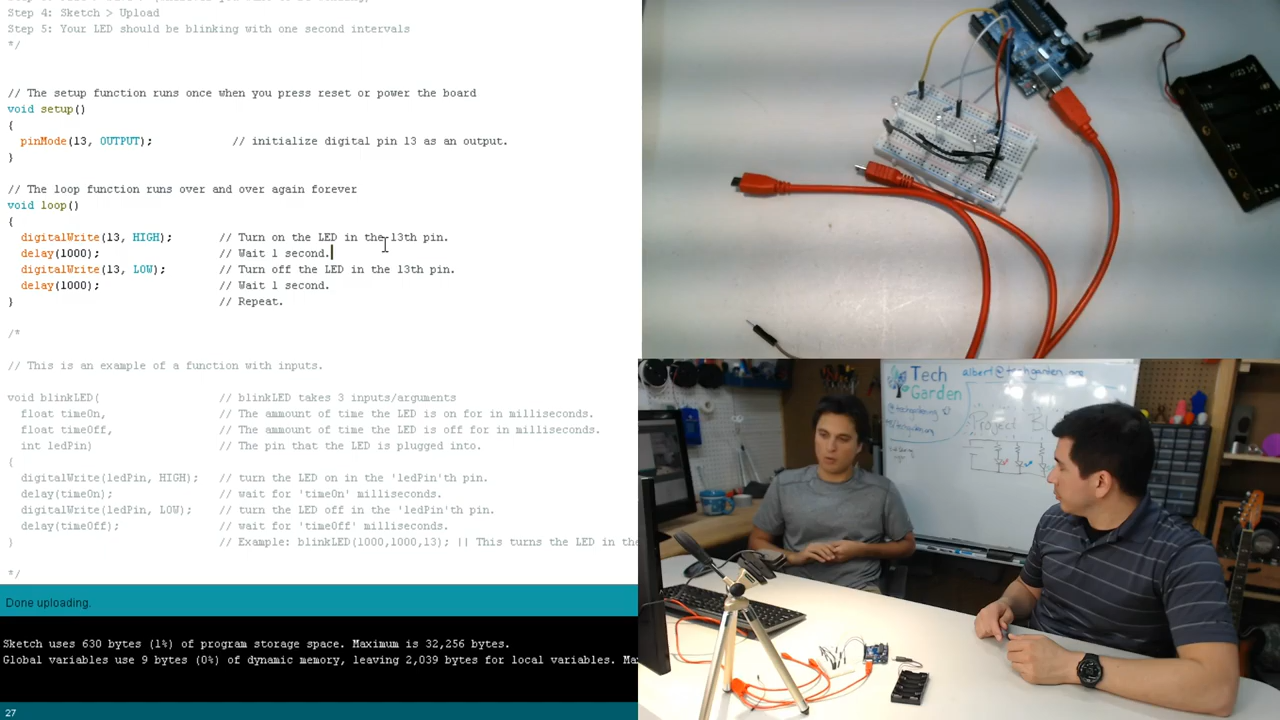 Step 4: Sketch > Upload
Step 5: Your LED should be blinking with one second intervals
*/
// The setup function runs once when you press reset or power the board
void setup()
{
pinMode(13, OUTPUT); // initialize digital pin 13 as an output.
}
// The loop function runs over and over again forever
void loop()
{
digitalWrite(13, HIGH); // Turn on the LED in the 13th pin.
delay(1000); // Wait 1 second.
digitalWrite(13, LOW); // Turn off the LED in the 13th pin.
delay(1000); // Wait 1 second.
} // Repeat.
/*
// This is an example of a function with inputs.
void blinkLED( // blinkLED takes 3 inputs/arguments
float timeOn, // The ammount of time the LED is on for in milliseconds.
float timeOff, // The ammount of time the LED is off for in milliseconds.
int ledPin) // The pin that the LED is plugged into.
{
digitalWrite(ledPin, HIGH); // turn the LED on in the 'ledPin'th pin.
delay(timeOn); // wait for 'timeOn' milliseconds.
digitalWrite(ledPin, LOW); // turn the LED off in the 'ledPin'th pin.
delay(timeOff); // wait for 'timeOff' milliseconds.
} // Example: blinkLED(1000,1000,13); || This turns the LED in the
*/
Done uploading.
Sketch uses 630 bytes (1%) of program storage space. Maximum is 32,256 bytes.
Global variables use 9 bytes (0%) of dynamic memory, leaving 2,039 bytes for local variables. Ma
27
Tech
Garden
albert@techgarden.org
Project